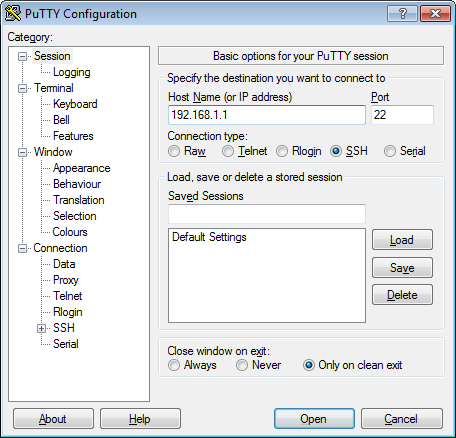 PuTTY Configuration
Category:
Session
Logging
Terminal
Keyboard
Bell
Features
Window
Appearance
Behaviour
Translation
Selection
Colours
Connection
Data
Proxy
Telnet
Rlogin
SSH
Serial
Basic options for your PuTTY session
Specify the destination you want to connect to
Host Name (or IP address) Port
192.168.1.1 22
Connection type:
Raw Telnet Rlogin SSH Serial
Load, save or delete a stored session
Saved Sessions
Default Settings
Load
Save
Delete
Close window on exit:
Always Never Only on clean exit
About Help Open Cancel